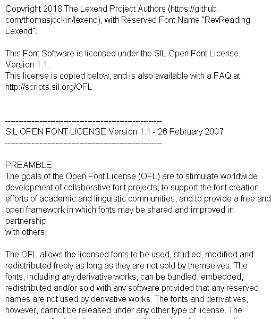 Copyright 2018 The Lexend Project Authors (https://github.
com/thomasjockin/lexend), with Reserved Font Name "RevReading
Lexend".

This Font Software is licensed under the SIL Open Font License,
Version 1.1.
This license is copied below, and is also available with a FAQ at:
http://scripts.sil.org/OFL

-----------------------------------------------------------
SIL OPEN FONT LICENSE Version 1.1 - 26 February 2007
-----------------------------------------------------------

PREAMBLE
The goals of the Open Font License (OFL) are to stimulate worldwide
development of collaborative font projects, to support the font creation
efforts of academic and linguistic communities, and to provide a free and
open framework in which fonts may be shared and improved in
partnership
with others.

The OFL allows the licensed fonts to be used, studied, modified and
redistributed freely as long as they are not sold by themselves. The
fonts, including any derivative works, can be bundled, embedded,
redistributed and/or sold with any software provided that any reserved
names are not used by derivative works. The fonts and derivatives,
however, cannot be released under any other type of license. The